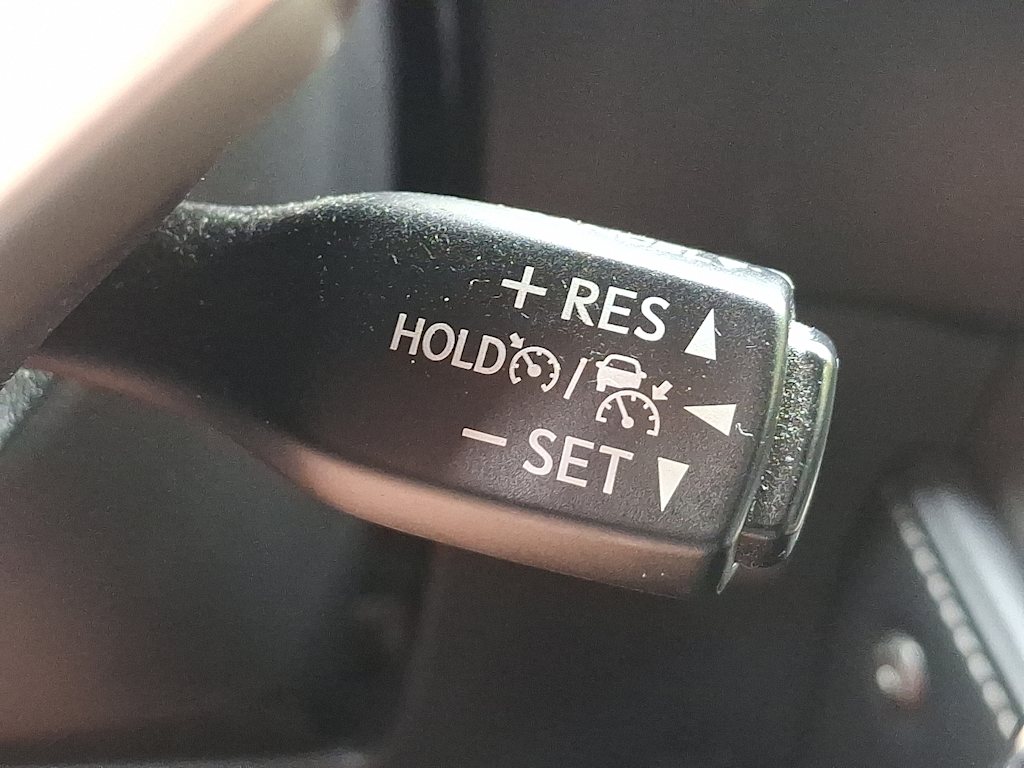 + RES
HOLD /
− SET